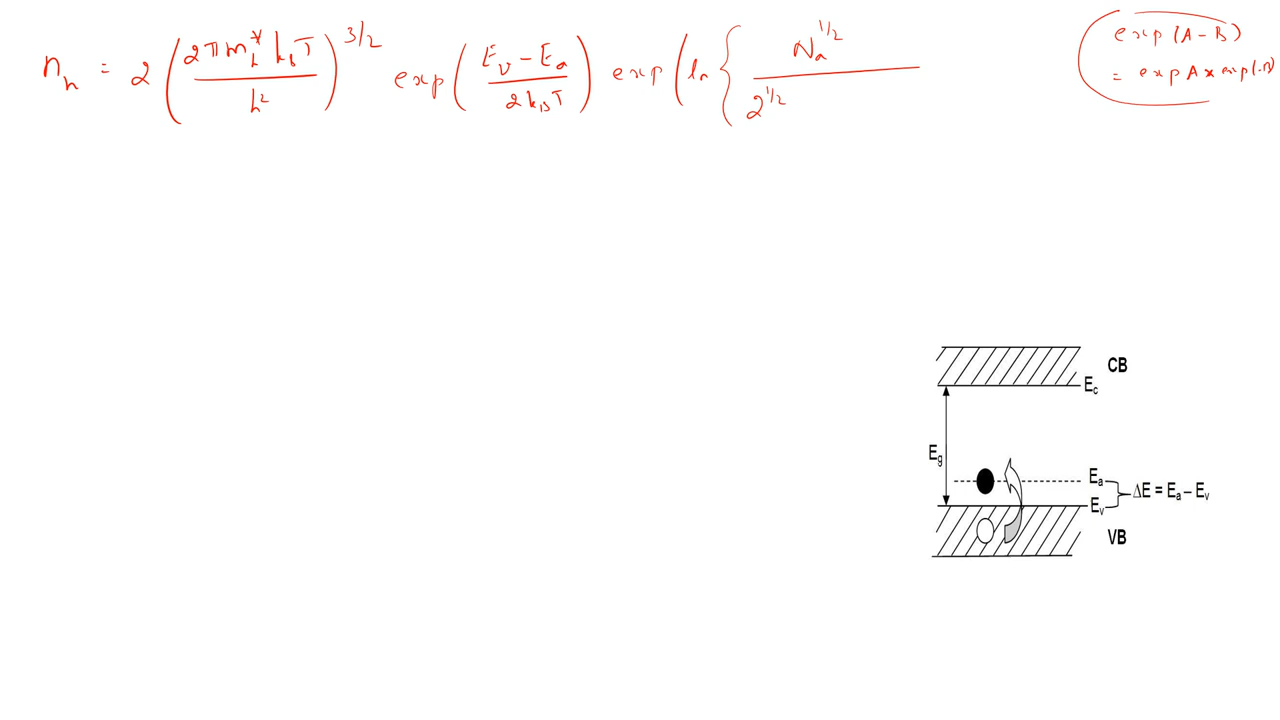 n_h = 2 (2πm_h^* k_B T / h²)^3/2 exp(E_v − E_a / 2k_B T) exp(ln { N_a^1/2 / 2^1/2
exp(A−B)
= exp A × exp(-B)
CB
E_c
E_g
E_a
ΔE = E_a – E_v
E_v
VB